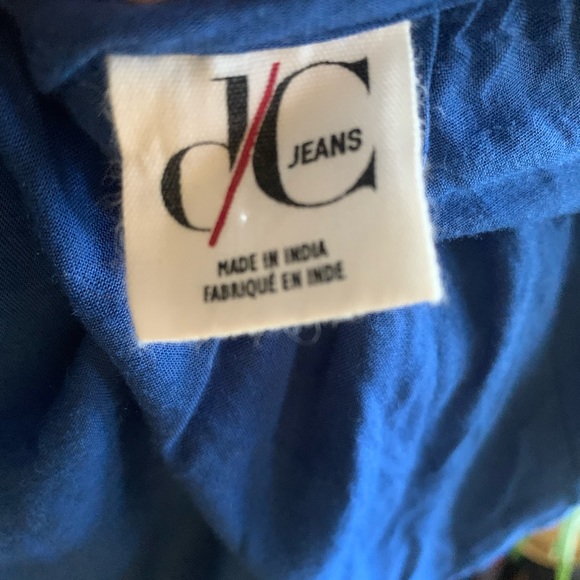 d/C
JEANS
MADE IN INDIA
FABRIQUÉ EN INDE